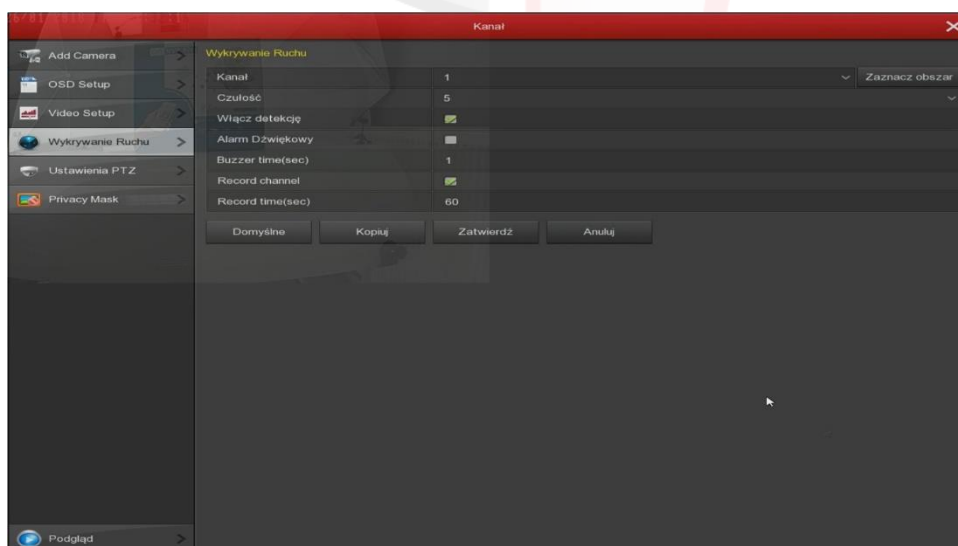 Kanał
Add Camera
OSD Setup
Video Setup
Wykrywanie Ruchu
Ustawienia PTZ
Privacy Mask
Podgląd
Wykrywanie Ruchu
Kanał 1 Zaznacz obszar
Czułość 5
Włącz detekcję
Alarm Dźwiękowy
Buzzer time(sec) 1
Record channel
Record time(sec) 60
Domyślne Kopiuj Zatwierdź Anuluj